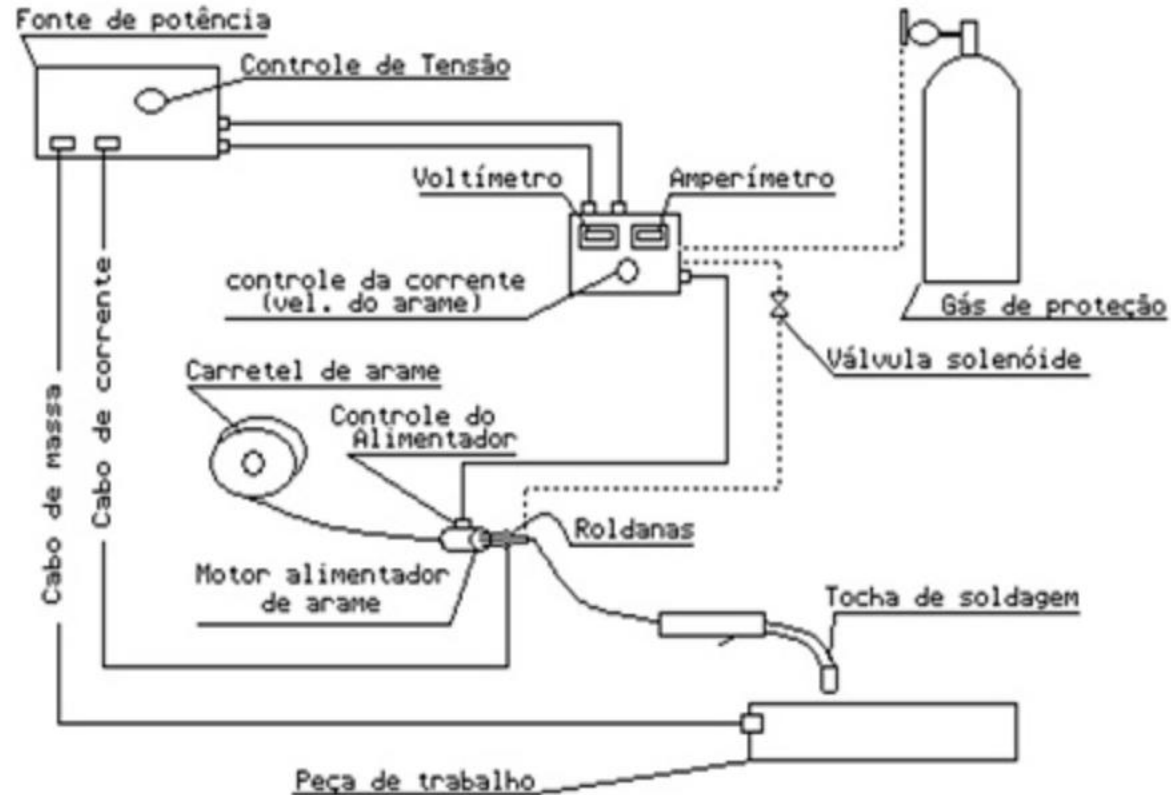 Fonte de potência
Controle de Tensão
Voltímetro
Amperímetro
controle da corrente
(vel. do arame)
Gás de proteção
Válvula solenóide
Carretel de arame
Controle do
Alimentador
Cabo de massa
Cabo de corrente
Roldanas
Motor alimentador
de arame
Tocha de soldagem
Peça de trabalho